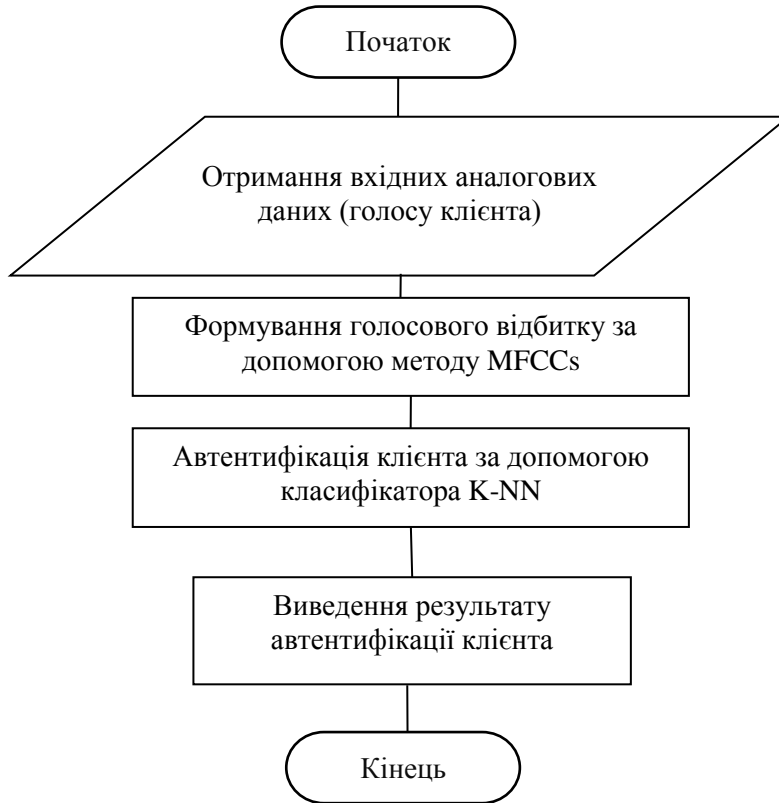 Початок
Отримання вхідних аналогових
даних (голосу клієнта)
Формування голосового відбитку за
допомогою методу MFCCs
Автентифікація клієнта за допомогою
класифікатора K-NN
Виведення результату
автентифікації клієнта
Кінець